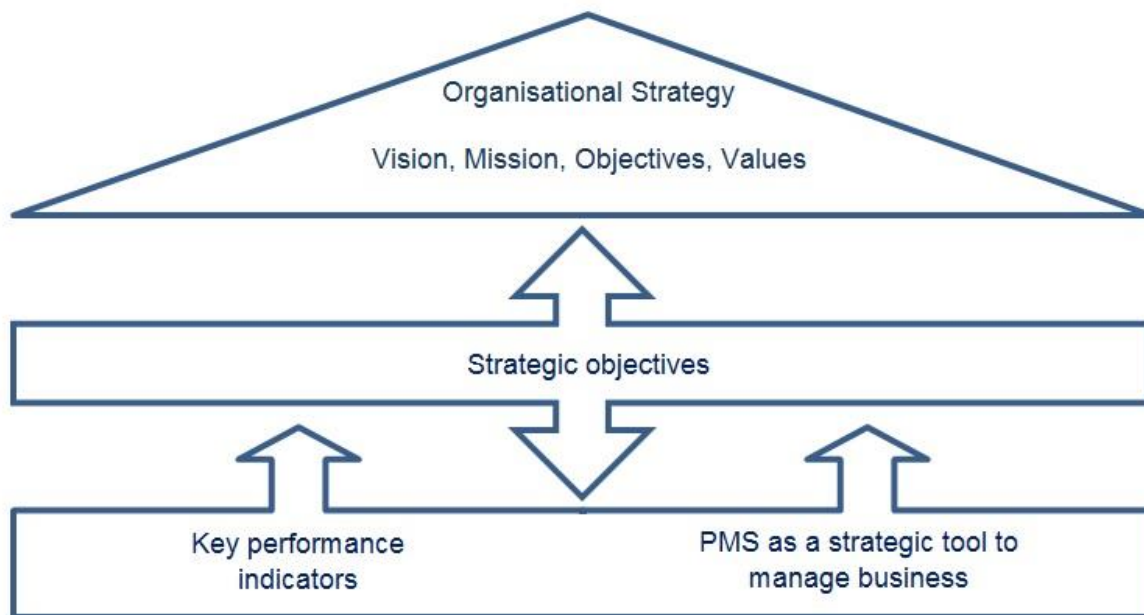 Organisational Strategy
Vision, Mission, Objectives, Values
Strategic objectives
Key performance
indicators
PMS as a strategic tool to
manage business